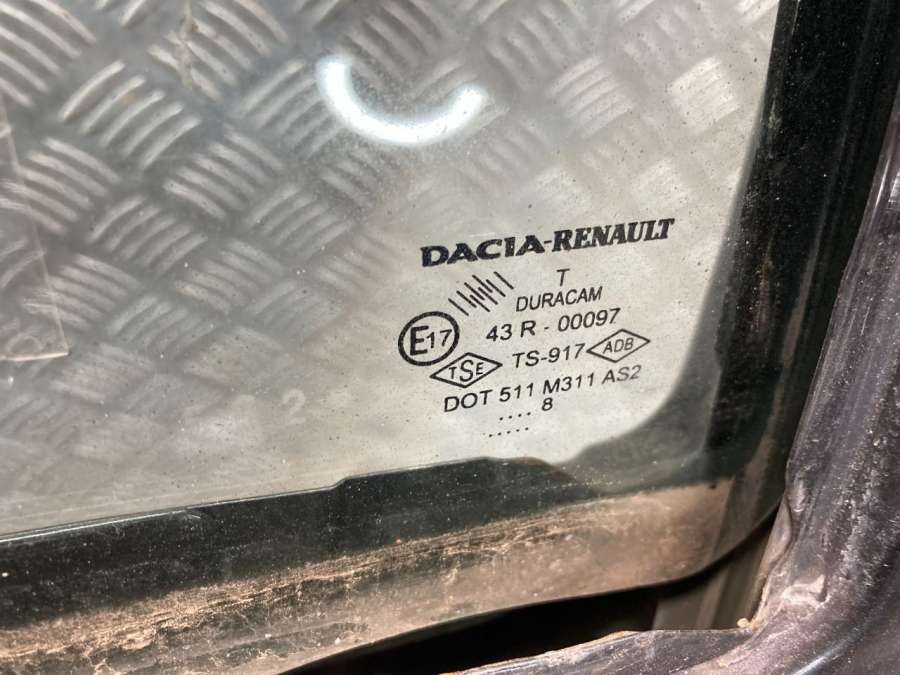 DACIA-RENAULT
T
DURACAM
E17 43 R - 00097
TSE TS-917 ADB
DOT 511 M311 AS2
.... 8
.....